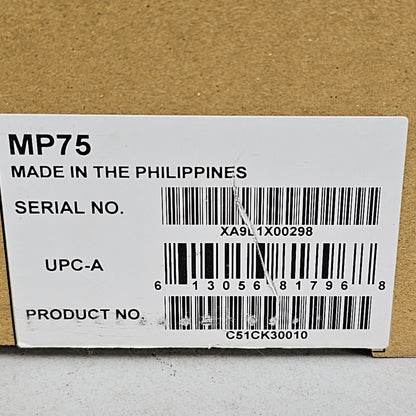 MP75
MADE IN THE PHILIPPINES
SERIAL NO.
XA9L1X00298
UPC-A
6 13056 81796 8
PRODUCT NO.
C51CK30010